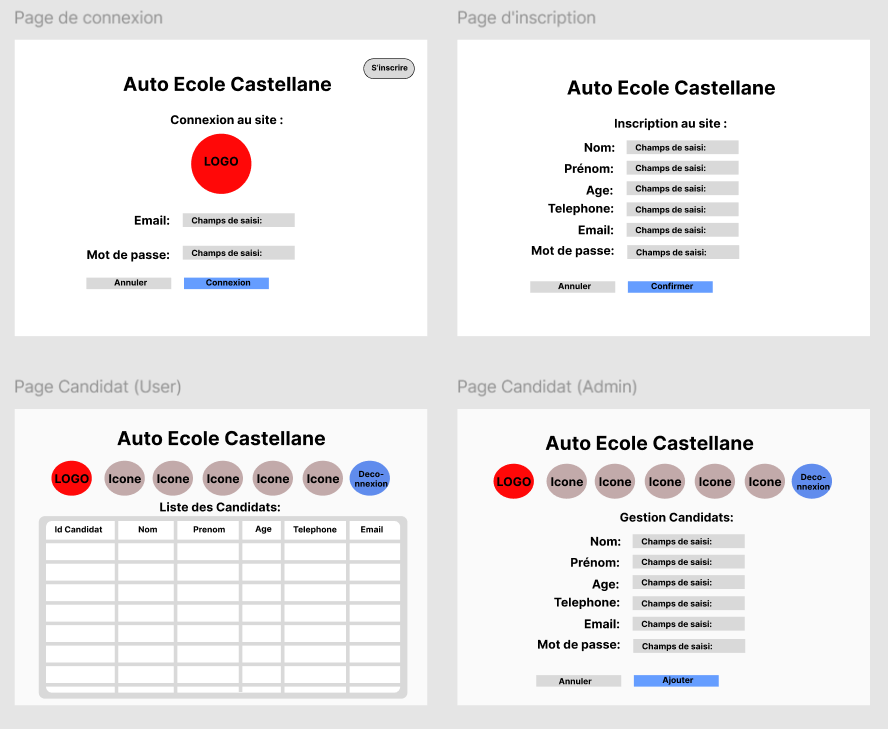 Page de connexion
S'inscrire
Auto Ecole Castellane
Connexion au site :
LOGO
Email: Champs de saisi:
Mot de passe: Champs de saisi:
Annuler Connexion
Page d'inscription
Auto Ecole Castellane
Inscription au site :
Nom: Champs de saisi:
Prénom: Champs de saisi:
Age: Champs de saisi:
Telephone: Champs de saisi:
Email: Champs de saisi:
Mot de passe: Champs de saisi:
Annuler Confirmer
Page Candidat (User)
Auto Ecole Castellane
LOGO Icone Icone Icone Icone Icone Deco-
nnexion
Liste des Candidats:
Id Candidat Nom Prenom Age Telephone Email
Page Candidat (Admin)
Auto Ecole Castellane
LOGO Icone Icone Icone Icone Icone Deco-
nnexion
Gestion Candidats:
Nom: Champs de saisi:
Prénom: Champs de saisi:
Age: Champs de saisi:
Telephone: Champs de saisi:
Email: Champs de saisi:
Mot de passe: Champs de saisi:
Annuler Ajouter